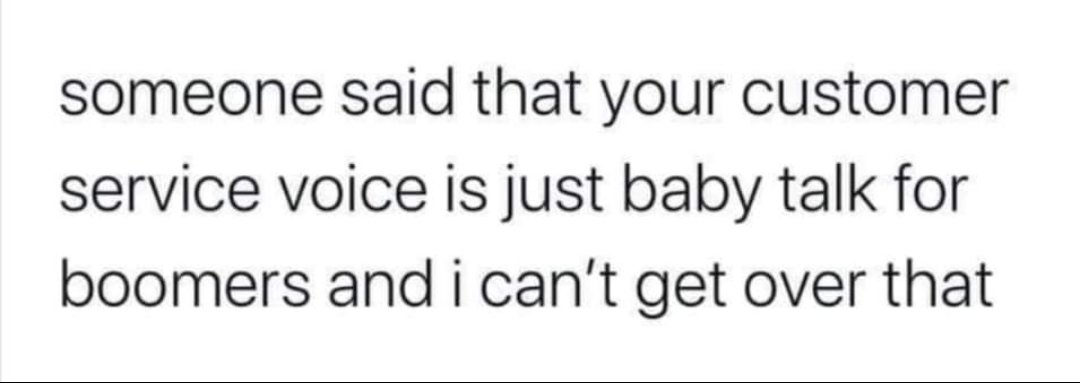 someone said that your customer
service voice is just baby talk for
boomers and i can't get over that